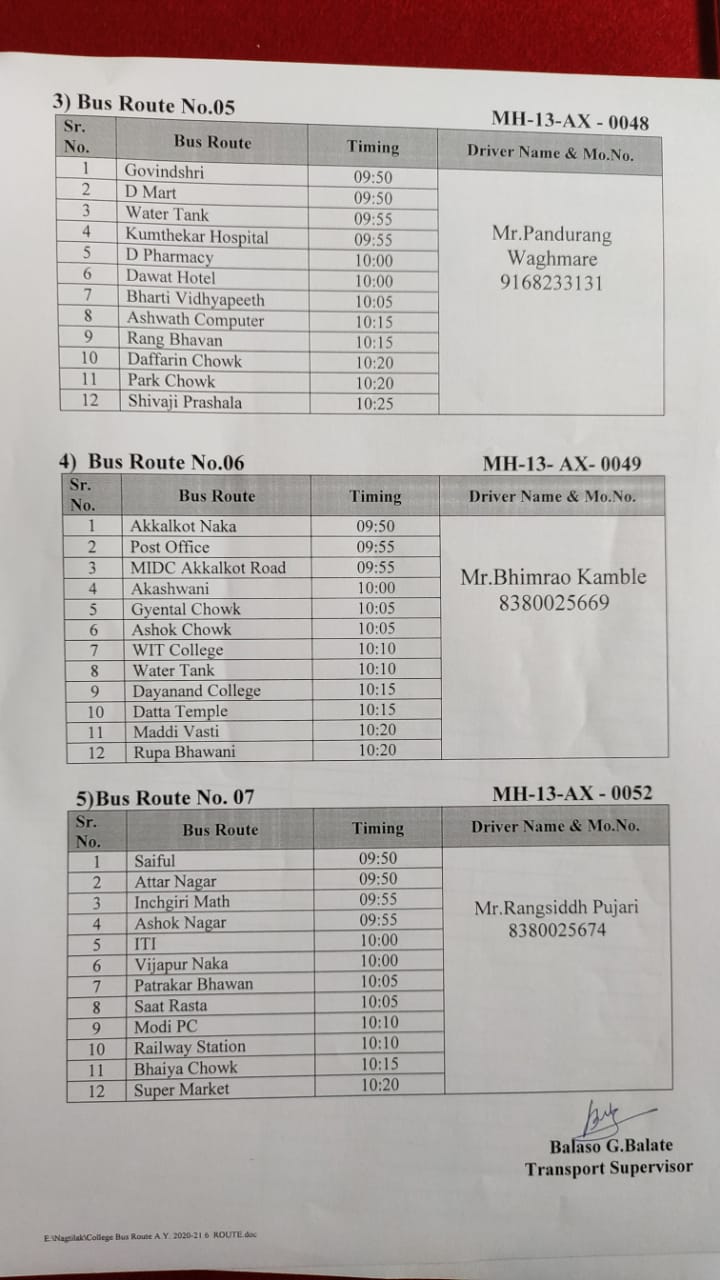 3) Bus Route No.05 MH-13-AX - 0048
Sr. No. Bus Route Timing Driver Name & Mo.No.
1 Govindshri 09:50
2 D Mart 09:50
3 Water Tank 09:55
4 Kumthekar Hospital 09:55
5 D Pharmacy 10:00
6 Dawat Hotel 10:00
7 Bharti Vidhyapeeth 10:05
8 Ashwath Computer 10:15
9 Rang Bhavan 10:15
10 Daffarin Chowk 10:20
11 Park Chowk 10:20
12 Shivaji Prashala 10:25
Mr.Pandurang
Waghmare
9168233131
4) Bus Route No.06 MH-13- AX- 0049
Sr. No. Bus Route Timing Driver Name & Mo.No.
1 Akkalkot Naka 09:50
2 Post Office 09:55
3 MIDC Akkalkot Road 09:55
4 Akashwani 10:00
5 Gyental Chowk 10:05
6 Ashok Chowk 10:05
7 WIT College 10:10
8 Water Tank 10:10
9 Dayanand College 10:15
10 Datta Temple 10:15
11 Maddi Vasti 10:20
12 Rupa Bhawani 10:20
Mr.Bhimrao Kamble
8380025669
5)Bus Route No. 07 MH-13-AX - 0052
Sr. No. Bus Route Timing Driver Name & Mo.No.
1 Saiful 09:50
2 Attar Nagar 09:50
3 Inchgiri Math 09:55
4 Ashok Nagar 09:55
5 ITI 10:00
6 Vijapur Naka 10:00
7 Patrakar Bhawan 10:05
8 Saat Rasta 10:05
9 Modi PC 10:10
10 Railway Station 10:10
11 Bhaiya Chowk 10:15
12 Super Market 10:20
Mr.Rangsiddh Pujari
8380025674
Balaso G.Balate
Transport Supervisor
E:\Nagtilak\College Bus Route A.Y. 2020-21 6 ROUTE.doc